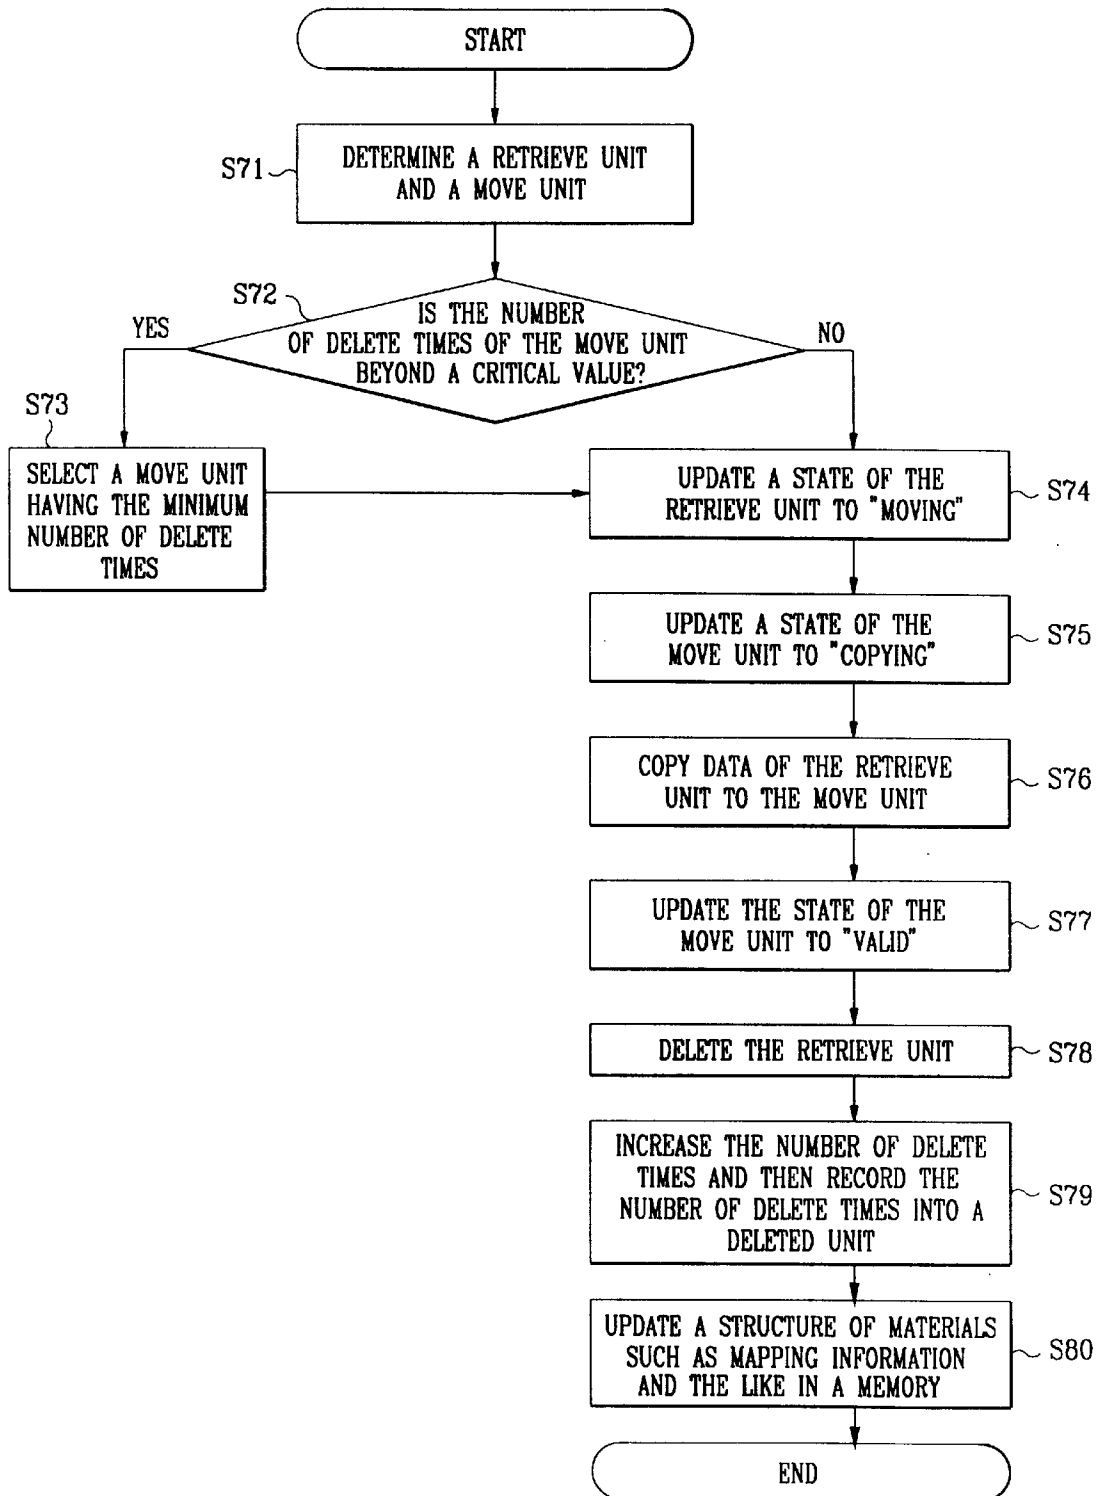 START
S71
DETERMINE A RETRIEVE UNIT
AND A MOVE UNIT
S72
IS THE NUMBER
OF DELETE TIMES OF THE MOVE UNIT
BEYOND A CRITICAL VALUE?
YES
NO
S73
SELECT A MOVE UNIT
HAVING THE MINIMUM
NUMBER OF DELETE
TIMES
UPDATE A STATE OF THE
RETRIEVE UNIT TO "MOVING"
S74
UPDATE A STATE OF THE
MOVE UNIT TO "COPYING"
S75
COPY DATA OF THE RETRIEVE
UNIT TO THE MOVE UNIT
S76
UPDATE THE STATE OF THE
MOVE UNIT TO "VALID"
S77
DELETE THE RETRIEVE UNIT
S78
INCREASE THE NUMBER OF DELETE
TIMES AND THEN RECORD THE
NUMBER OF DELETE TIMES INTO A
DELETED UNIT
S79
UPDATE A STRUCTURE OF MATERIALS
SUCH AS MAPPING INFORMATION
AND THE LIKE IN A MEMORY
S80
END